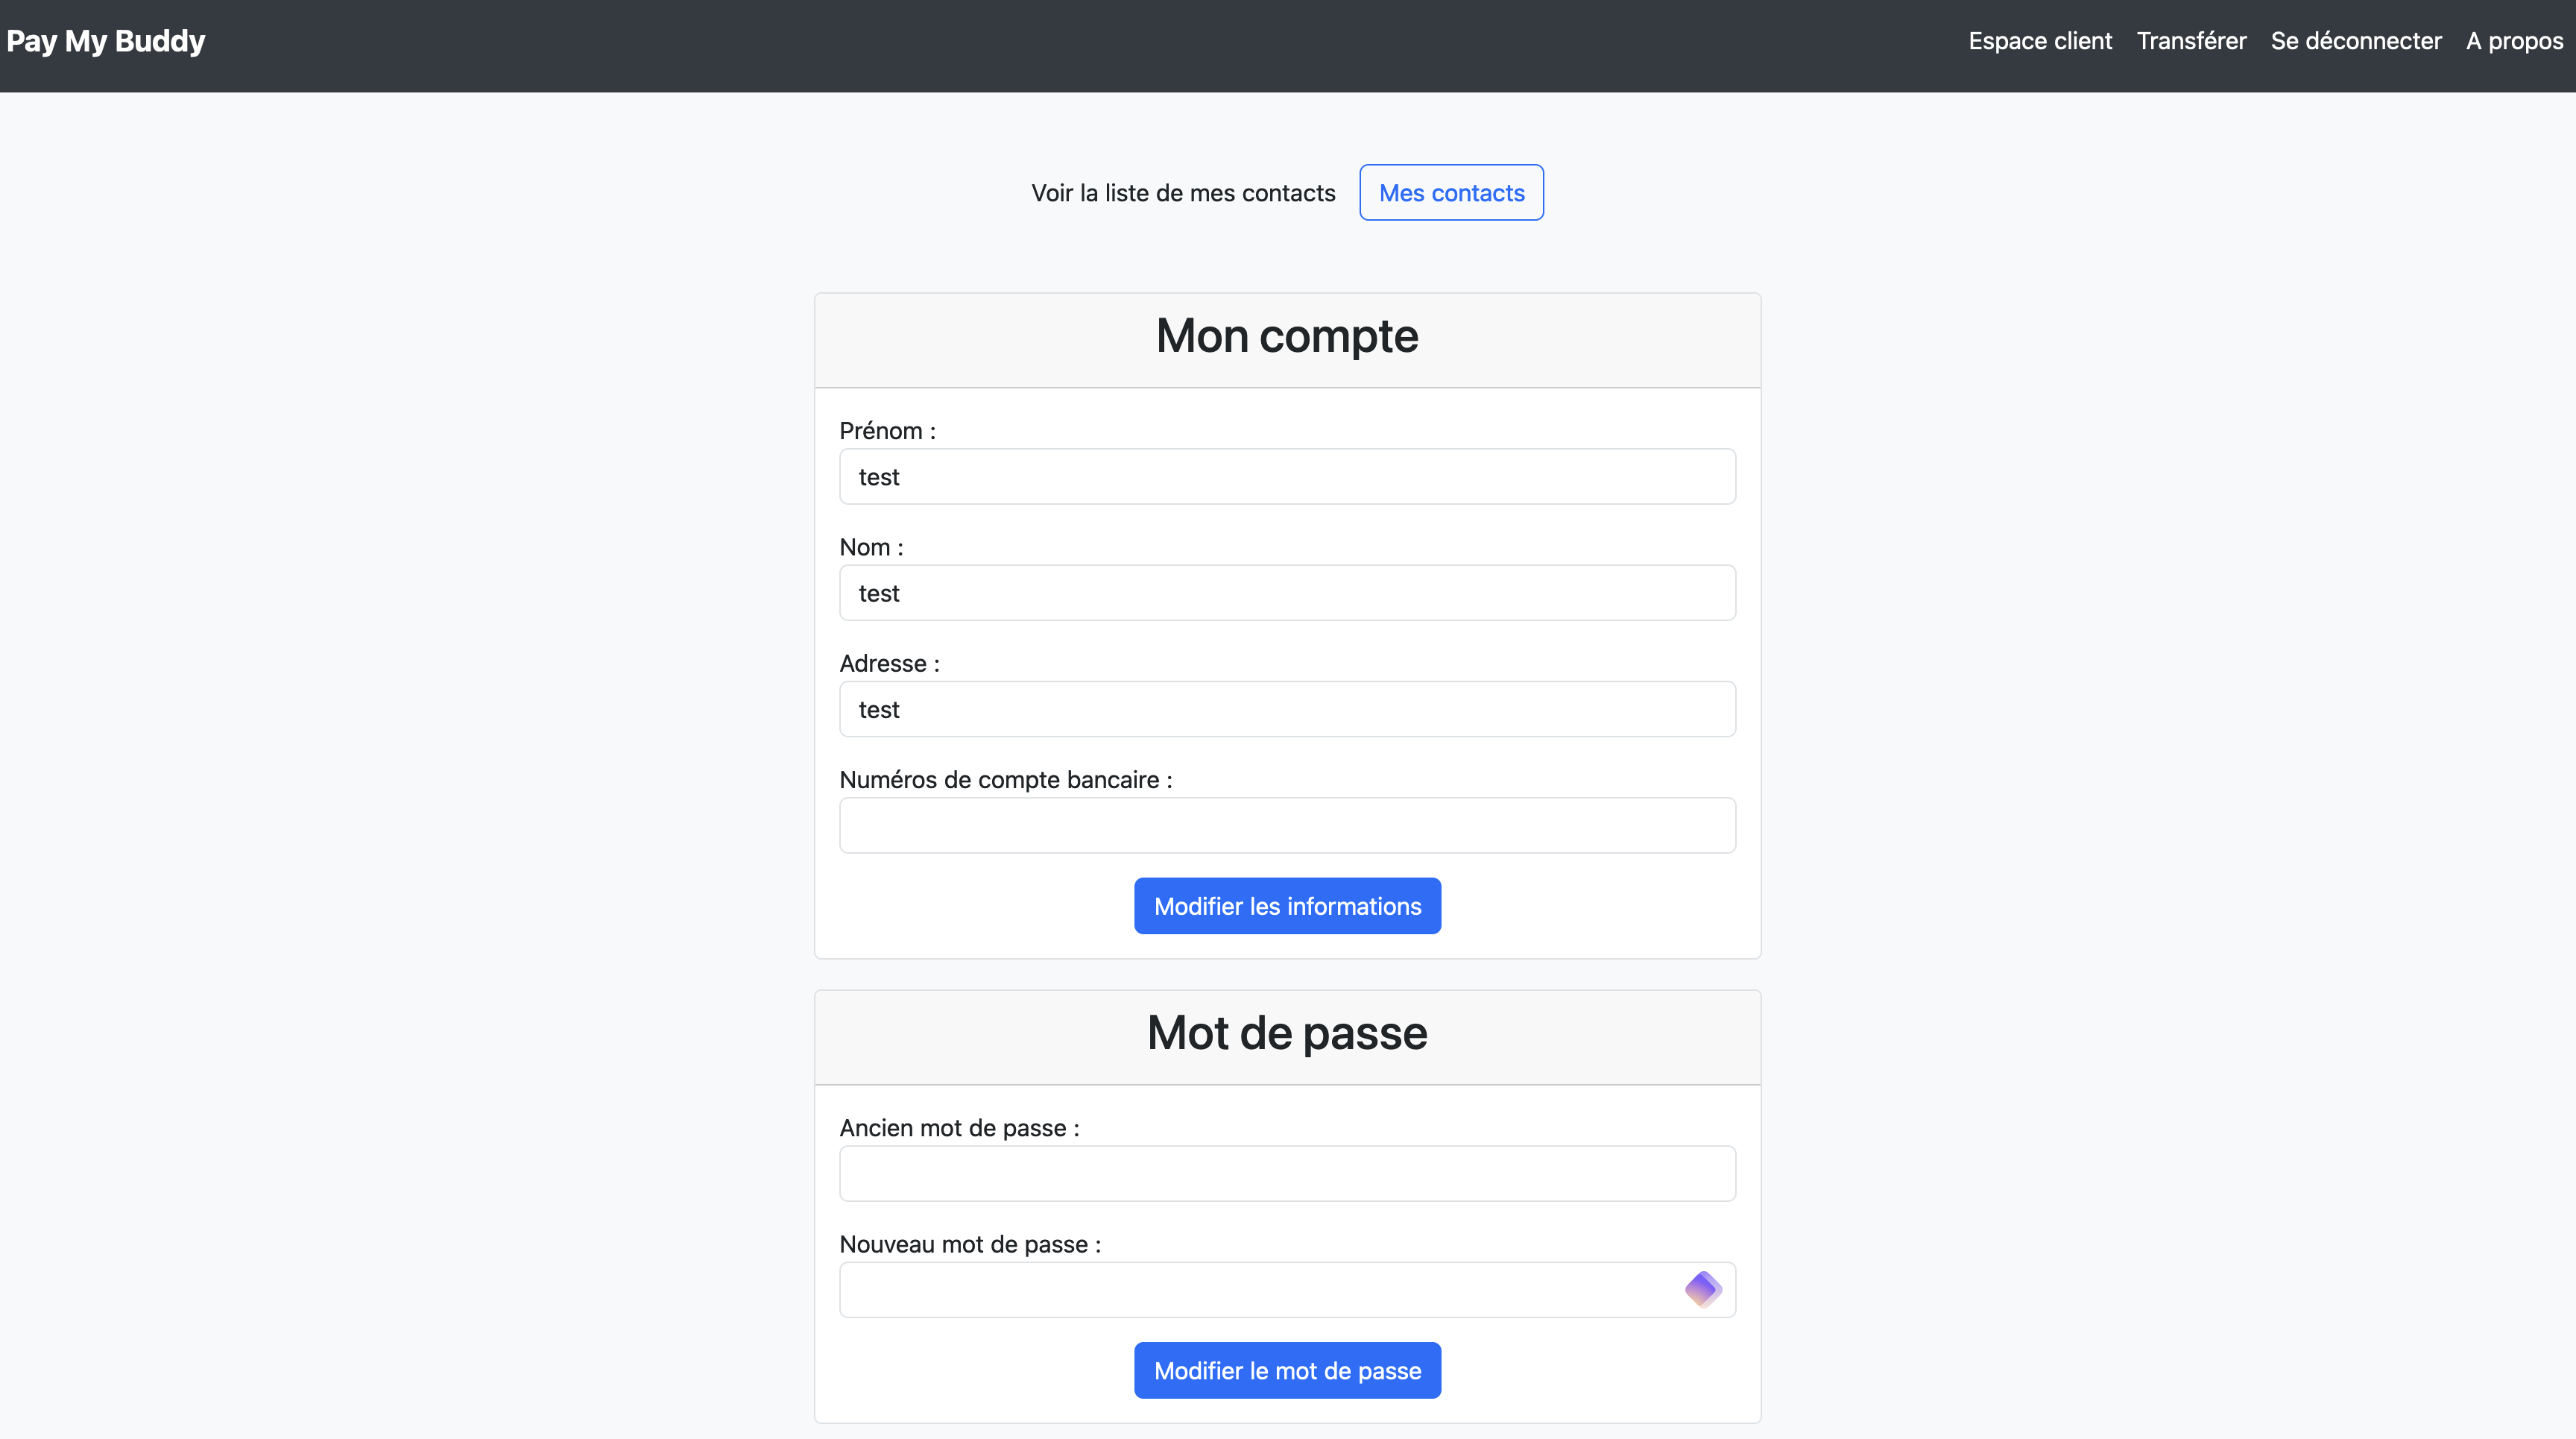 Pay My Buddy
Espace client Transférer Se déconnecter A propos
Voir la liste de mes contacts Mes contacts
Mon compte
Prénom :
test
Nom :
test
Adresse :
test
Numéros de compte bancaire :
Modifier les informations
Mot de passe
Ancien mot de passe :
Nouveau mot de passe :
Modifier le mot de passe